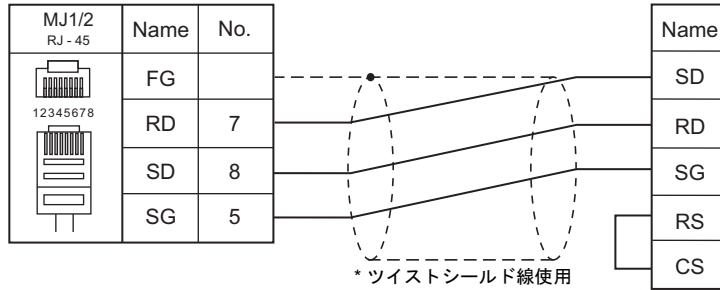 MJ1/2 Name No.
RJ - 45
FG
12345678
RD 7
SD 8
SG 5
* ツイストシールド線使用
Name
SD
RD
SG
RS
CS